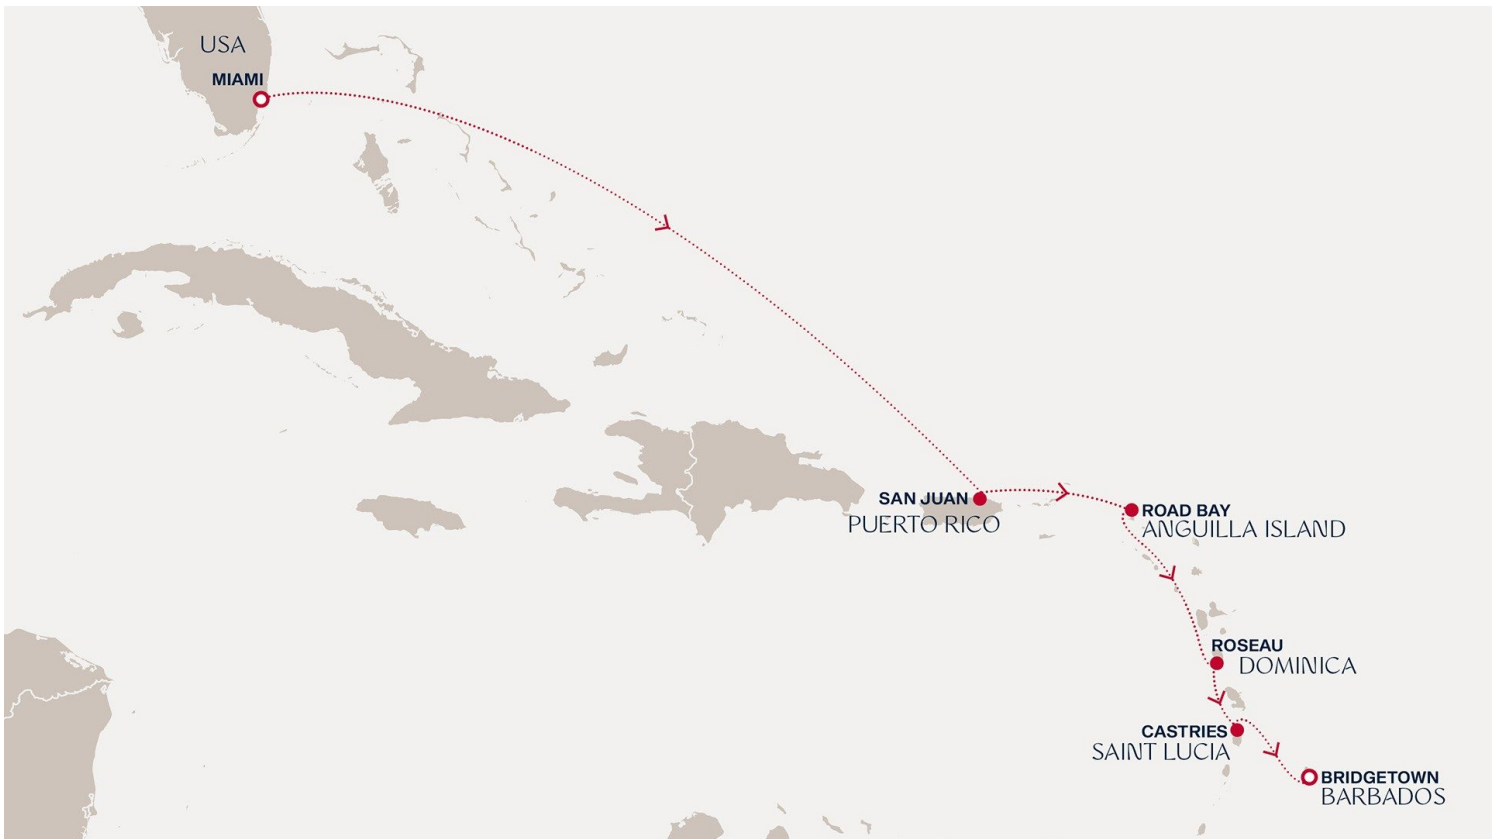 USA
MIAMI
SAN JUAN
PUERTO RICO
ROAD BAY
ANGUILLA ISLAND
ROSEAU
DOMINICA
CASTRIES
SAINT LUCIA
BRIDGETOWN
BARBADOS